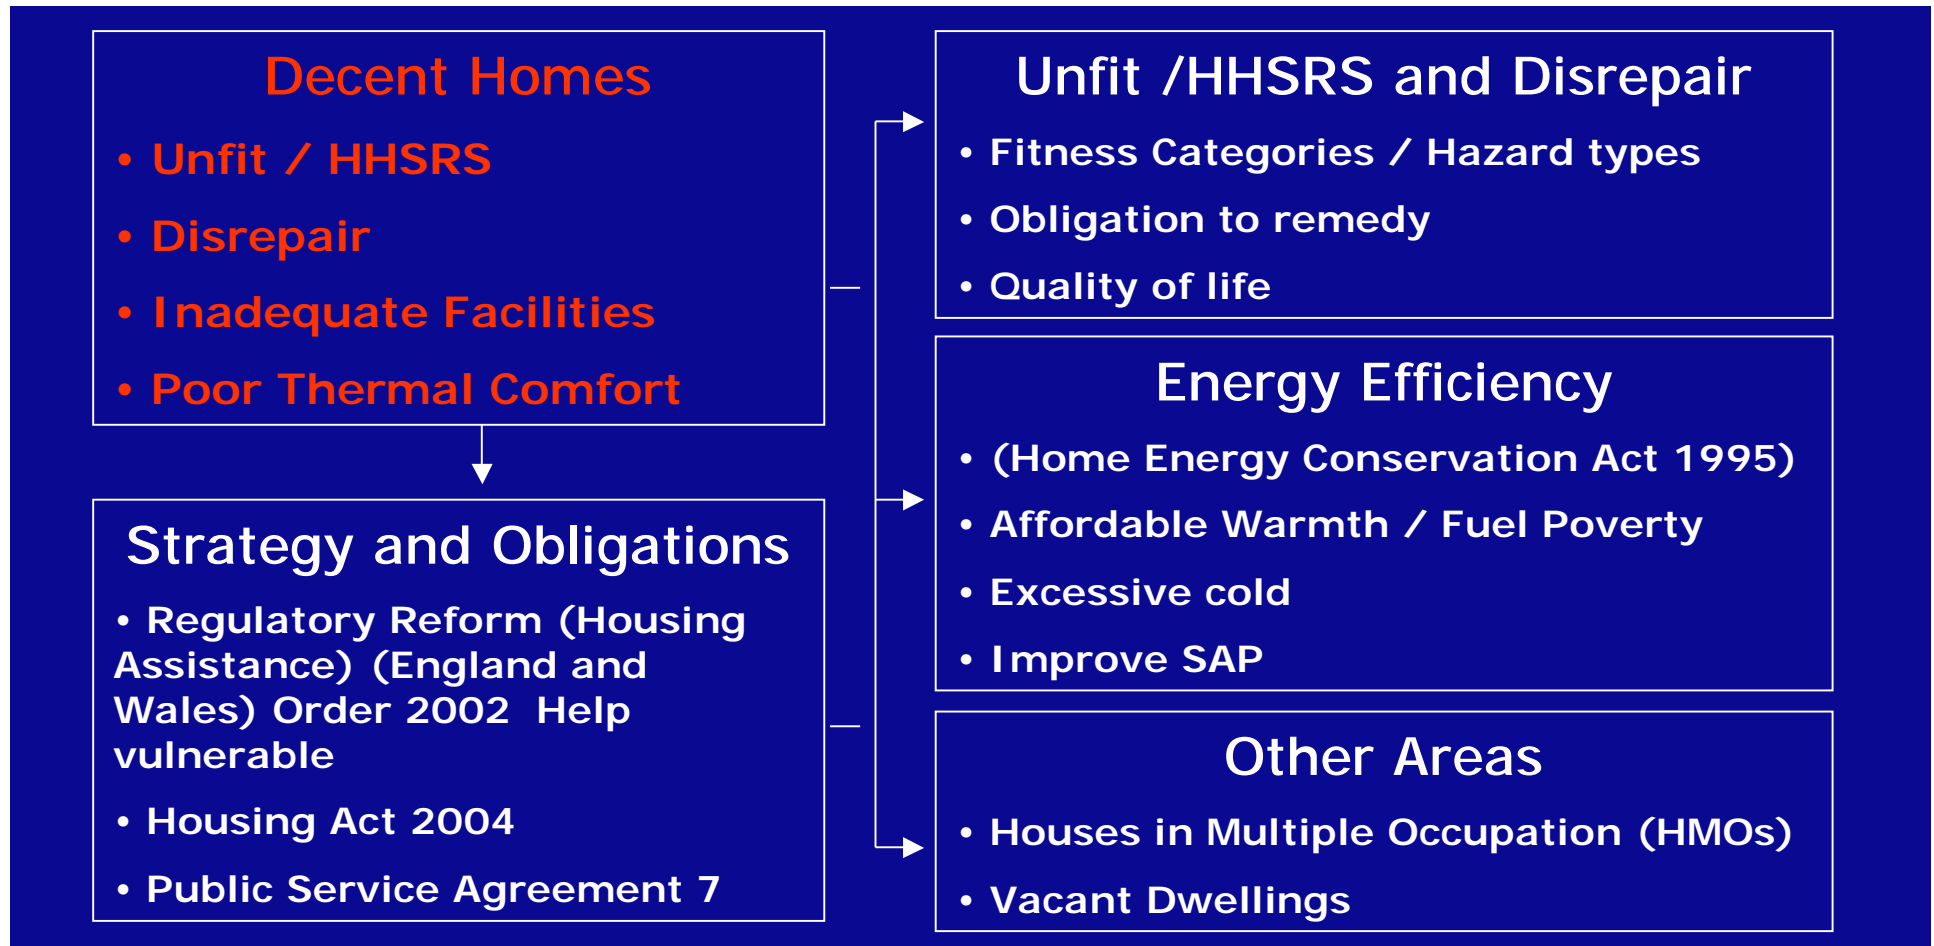 Decent Homes
• Unfit / HHSRS
• Disrepair
• Inadequate Facilities
• Poor Thermal Comfort
Strategy and Obligations
• Regulatory Reform (Housing
Assistance) (England and
Wales) Order 2002  Help
vulnerable
• Housing Act 2004
• Public Service Agreement 7
Unfit /HHSRS and Disrepair
• Fitness Categories / Hazard types
• Obligation to remedy
• Quality of life
Energy Efficiency
• (Home Energy Conservation Act 1995)
• Affordable Warmth / Fuel Poverty
• Excessive cold
• Improve SAP
Other Areas
• Houses in Multiple Occupation (HMOs)
• Vacant Dwellings